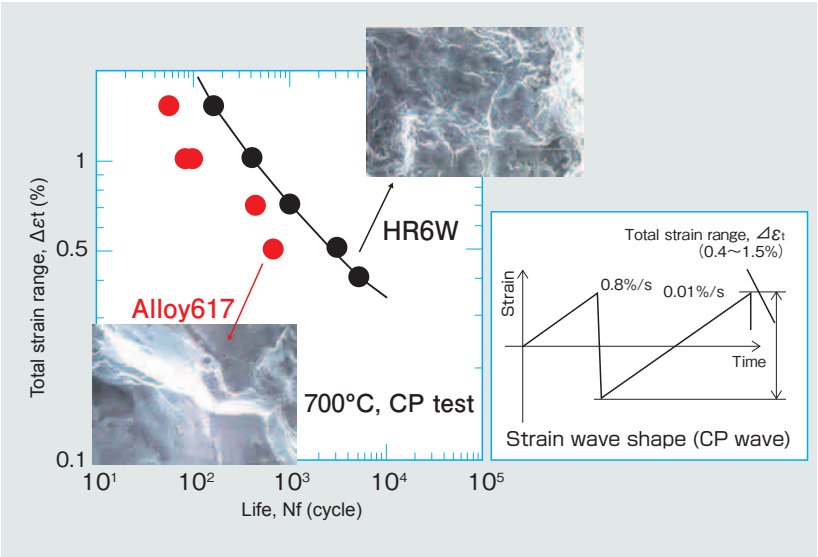 Total strain range, Δεt (%)
1
0.5
0.1
10¹
10²
10³
10⁴
10⁵
Life, Nf (cycle)
HR6W
Alloy617
700°C, CP test
Total strain range, ⊿εt
(0.4～1.5%)
Strain
0.8%/s
0.01%/s
Time
Strain wave shape (CP wave)